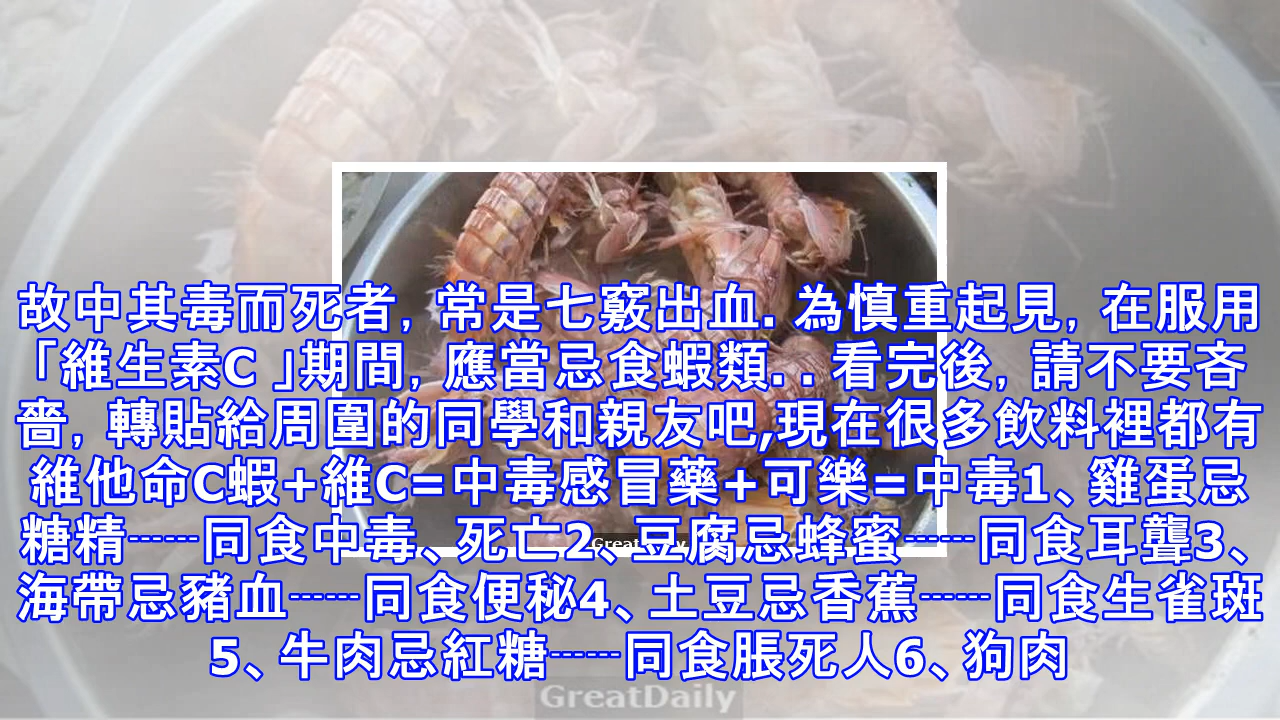 故中其毒而死者, 常是七竅出血. 為慎重起見, 在服用
「維生素C 」期間, 應當忌食蝦類. . 看完後, 請不要吝
嗇, 轉貼給周圍的同學和親友吧,現在很多飲料裡都有
維他命C蝦+維C=中毒感冒藥+可樂=中毒1、雞蛋忌
糖精┄┄同食中毒、死亡2、豆腐忌蜂蜜┄┄同食耳聾3、
海帶忌豬血┄┄同食便秘4、土豆忌香蕉┄┄同食生雀斑
5、牛肉忌紅糖┄┄同食脹死人6、狗肉
GreatDaily
GreatDaily